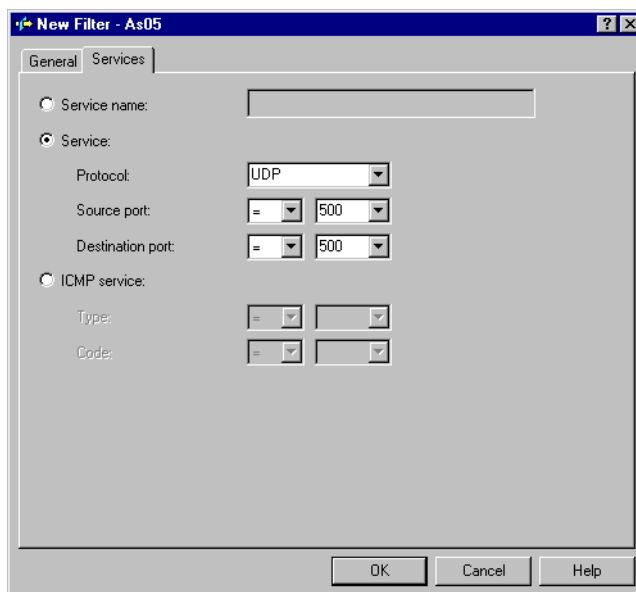 New Filter - As05
General Services
Service name:
Service:
Protocol: UDP
Source port: = 500
Destination port: = 500
ICMP service:
Type: =
Code: =
OK Cancel Help